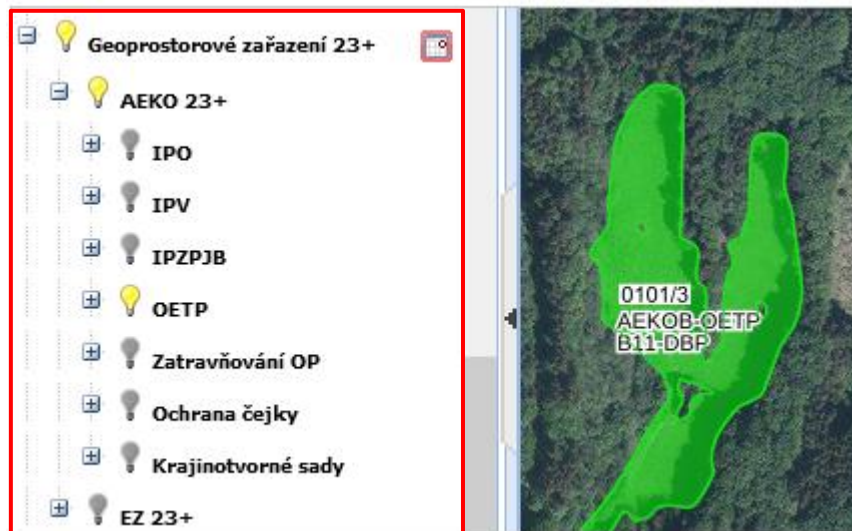 Geoprostorové zařazení 23+
AEKO 23+
IPO
IPV
IPZPJB
OETP
Zatravňování OP
Ochrana čejky
Krajinotvorné sady
EZ 23+
0101/3
AEKOB-OETP
B11-DBP